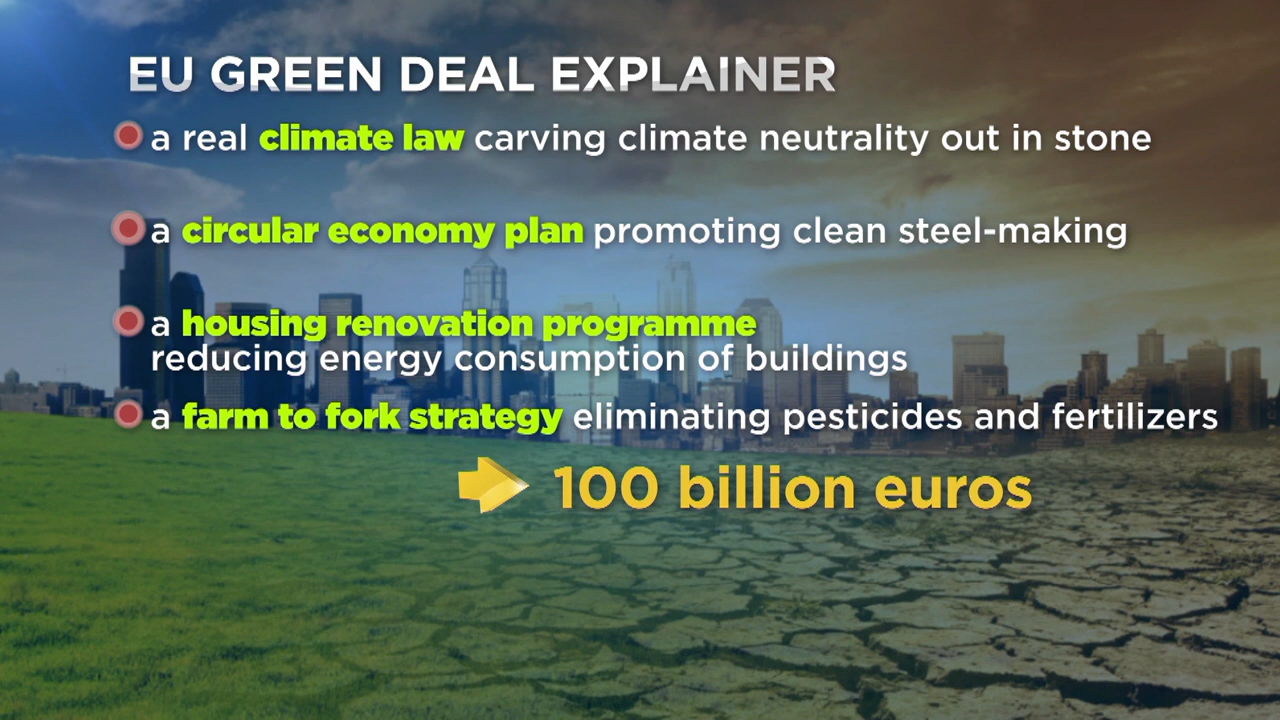 EU GREEN DEAL EXPLAINER
a real climate law carving climate neutrality out in stone
a circular economy plan promoting clean steel-making
a housing renovation programme
reducing energy consumption of buildings
a farm to fork strategy eliminating pesticides and fertilizers
100 billion euros